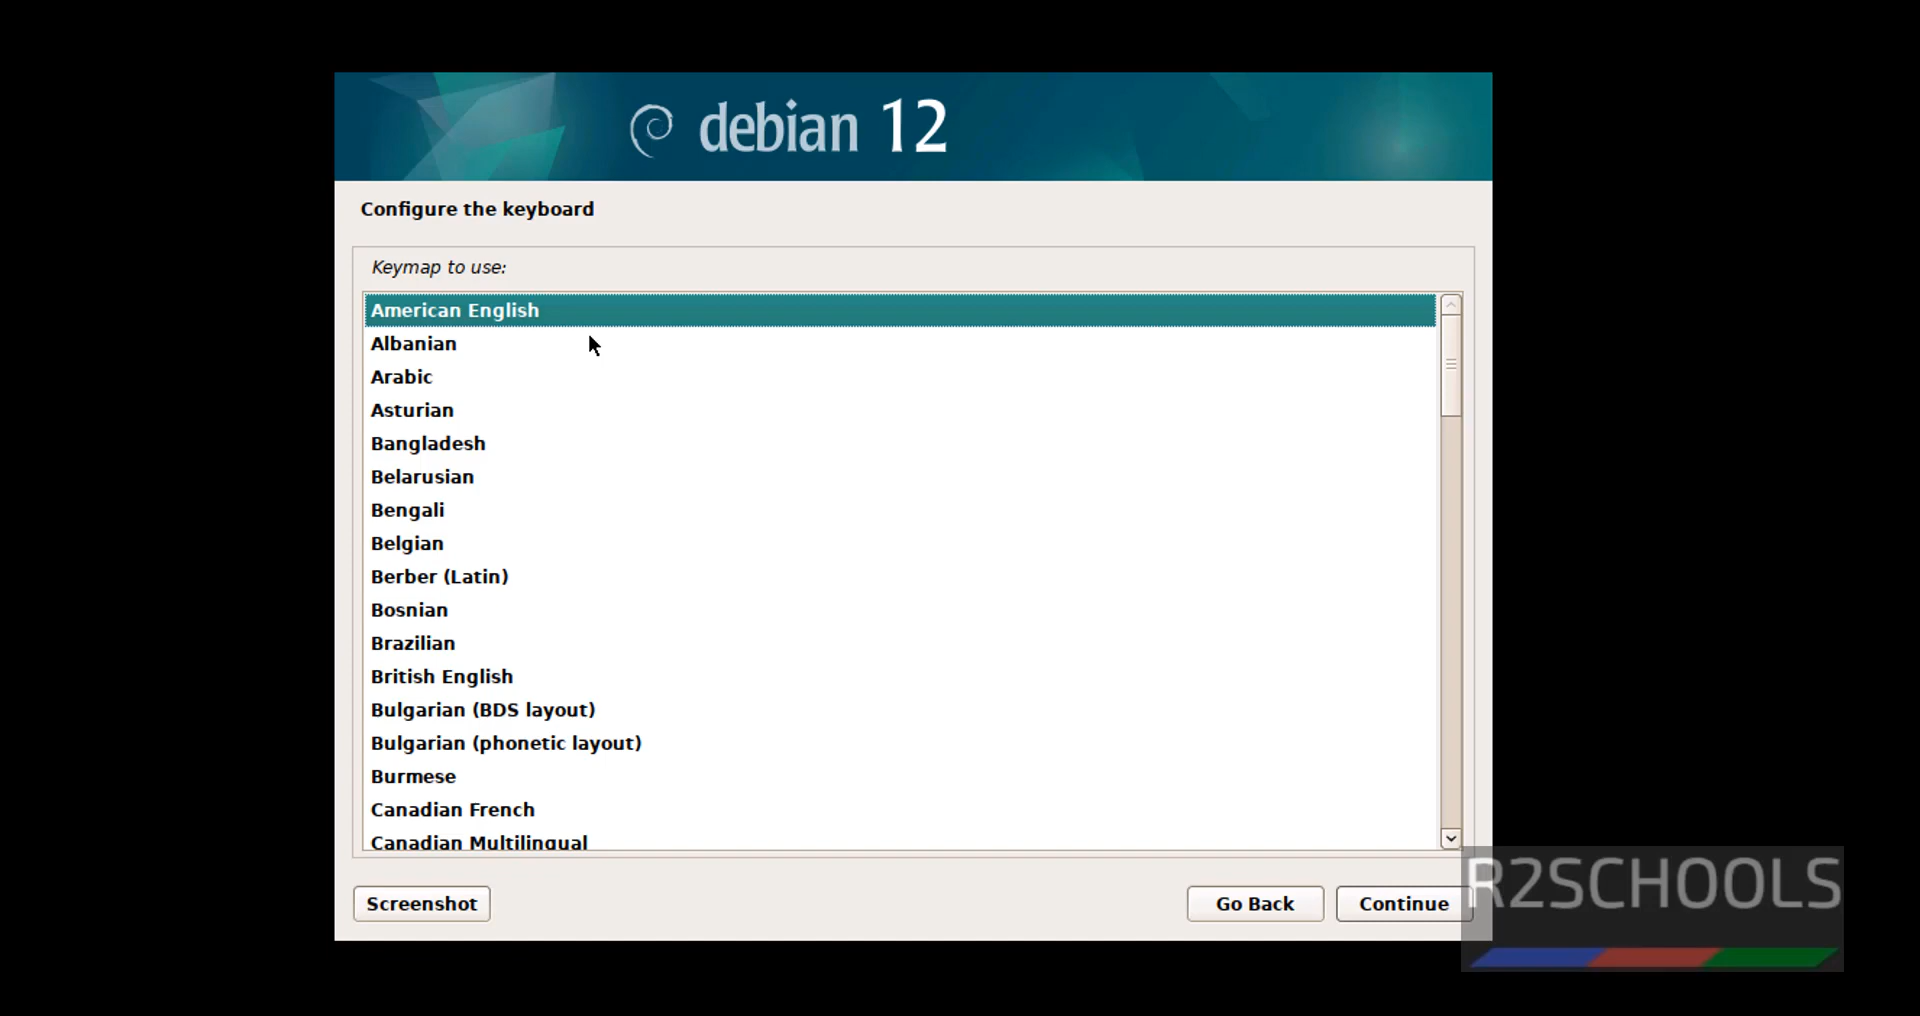 debian 12
Configure the keyboard
Keymap to use:
American English
Albanian
Arabic
Asturian
Bangladesh
Belarusian
Bengali
Belgian
Berber (Latin)
Bosnian
Brazilian
British English
Bulgarian (BDS layout)
Bulgarian (phonetic layout)
Burmese
Canadian French
Canadian Multilingual
Screenshot
Go Back
Continue
R2SCHOOLS